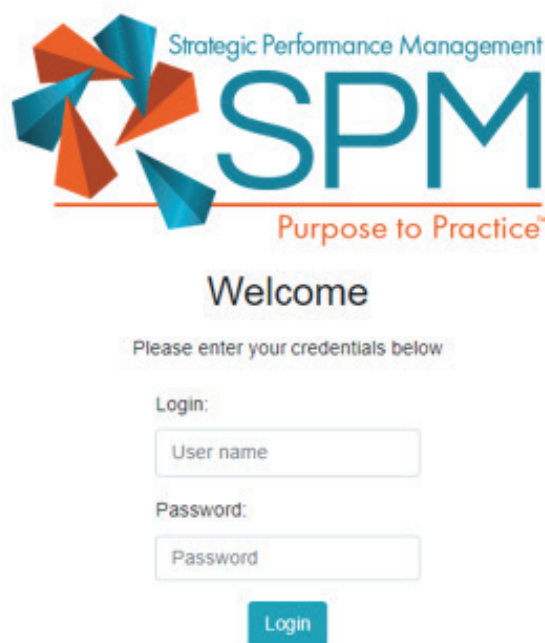 Strategic Performance Management
SPM
Purpose to Practice™
Welcome
Please enter your credentials below
Login:
User name
Password:
Password
Login